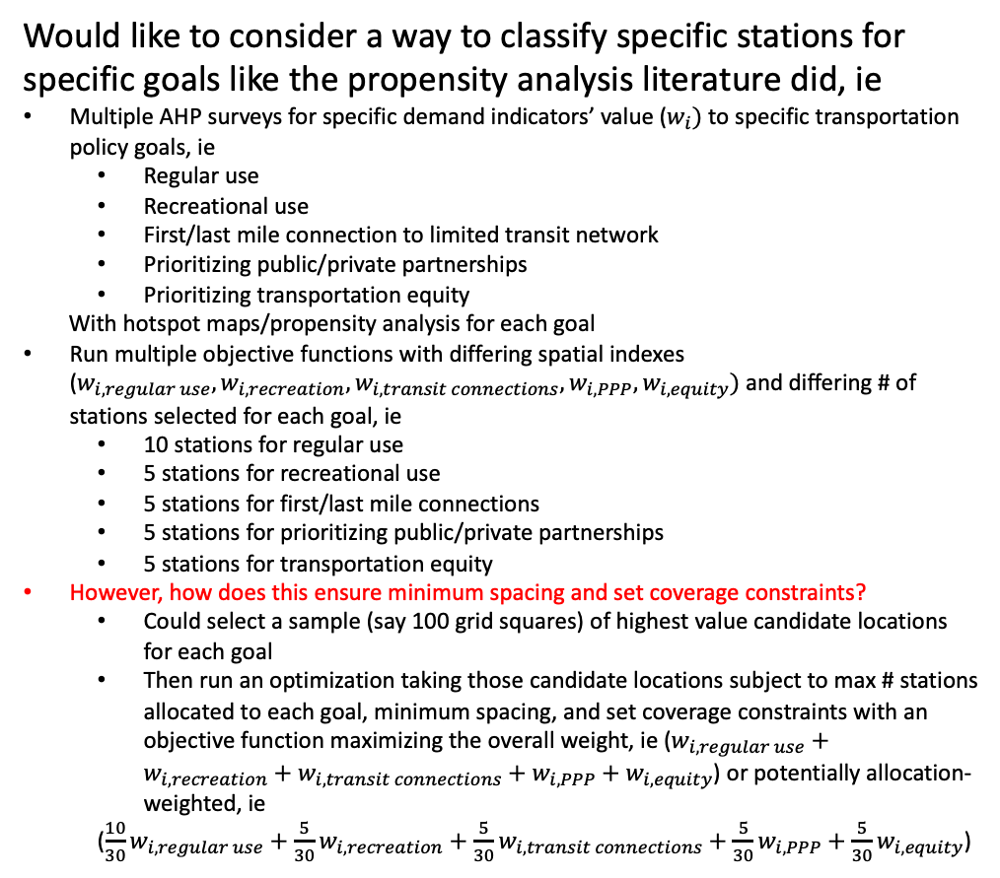 Would like to consider a way to classify specific stations for
specific goals like the propensity analysis literature did, ie
• Multiple AHP surveys for specific demand indicators’ value (𝑤ᵢ) to specific transportation
policy goals, ie
• Regular use
• Recreational use
• First/last mile connection to limited transit network
• Prioritizing public/private partnerships
• Prioritizing transportation equity
With hotspot maps/propensity analysis for each goal
• Run multiple objective functions with differing spatial indexes
(w_{i,regular use}, w_{i,recreation}, w_{i,transit connections}, w_{i,PPP}, w_{i,equity}) and differing # of
stations selected for each goal, ie
• 10 stations for regular use
• 5 stations for recreational use
• 5 stations for first/last mile connections
• 5 stations for prioritizing public/private partnerships
• 5 stations for transportation equity
• However, how does this ensure minimum spacing and set coverage constraints?
• Could select a sample (say 100 grid squares) of highest value candidate locations
for each goal
• Then run an optimization taking those candidate locations subject to max # stations
allocated to each goal, minimum spacing, and set coverage constraints with an
objective function maximizing the overall weight, ie (w_{i,regular use} +
w_{i,recreation} + w_{i,transit connections} + w_{i,PPP} + w_{i,equity}) or potentially allocation-
weighted, ie
(10/30 w_{i,regular use} + 5/30 w_{i,recreation} + 5/30 w_{i,transit connections} + 5/30 w_{i,PPP} + 5/30 w_{i,equity})